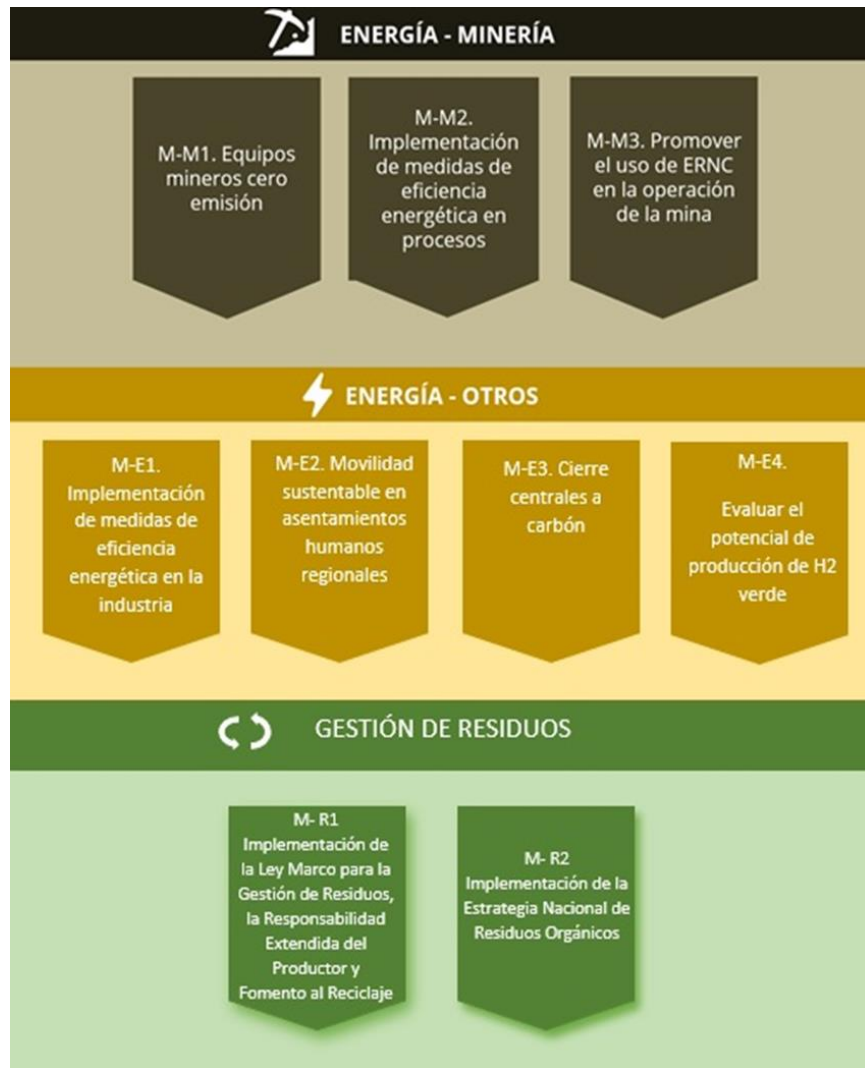 ENERGÍA - MINERÍA
M-M1. Equipos
mineros cero
emisión
M-M2.
Implementación
de medidas de
eficiencia
energética en
procesos
M-M3. Promover
el uso de ERNC
en la operación
de la mina
ENERGÍA - OTROS
M-E1.
Implementación
de medidas de
eficiencia
energética en la
industria
M-E2. Movilidad
sustentable en
asentamientos
humanos
regionales
M-E3. Cierre
centrales a
carbón
M-E4.
Evaluar el
potencial de
producción de H2
verde
GESTIÓN DE RESIDUOS
M- R1
Implementación de
la Ley Marco para la
Gestión de Residuos,
la Responsabilidad
Extendida del
Productor y
Fomento al Reciclaje
M- R2
Implementación de la
Estrategia Nacional de
Residuos Orgánicos